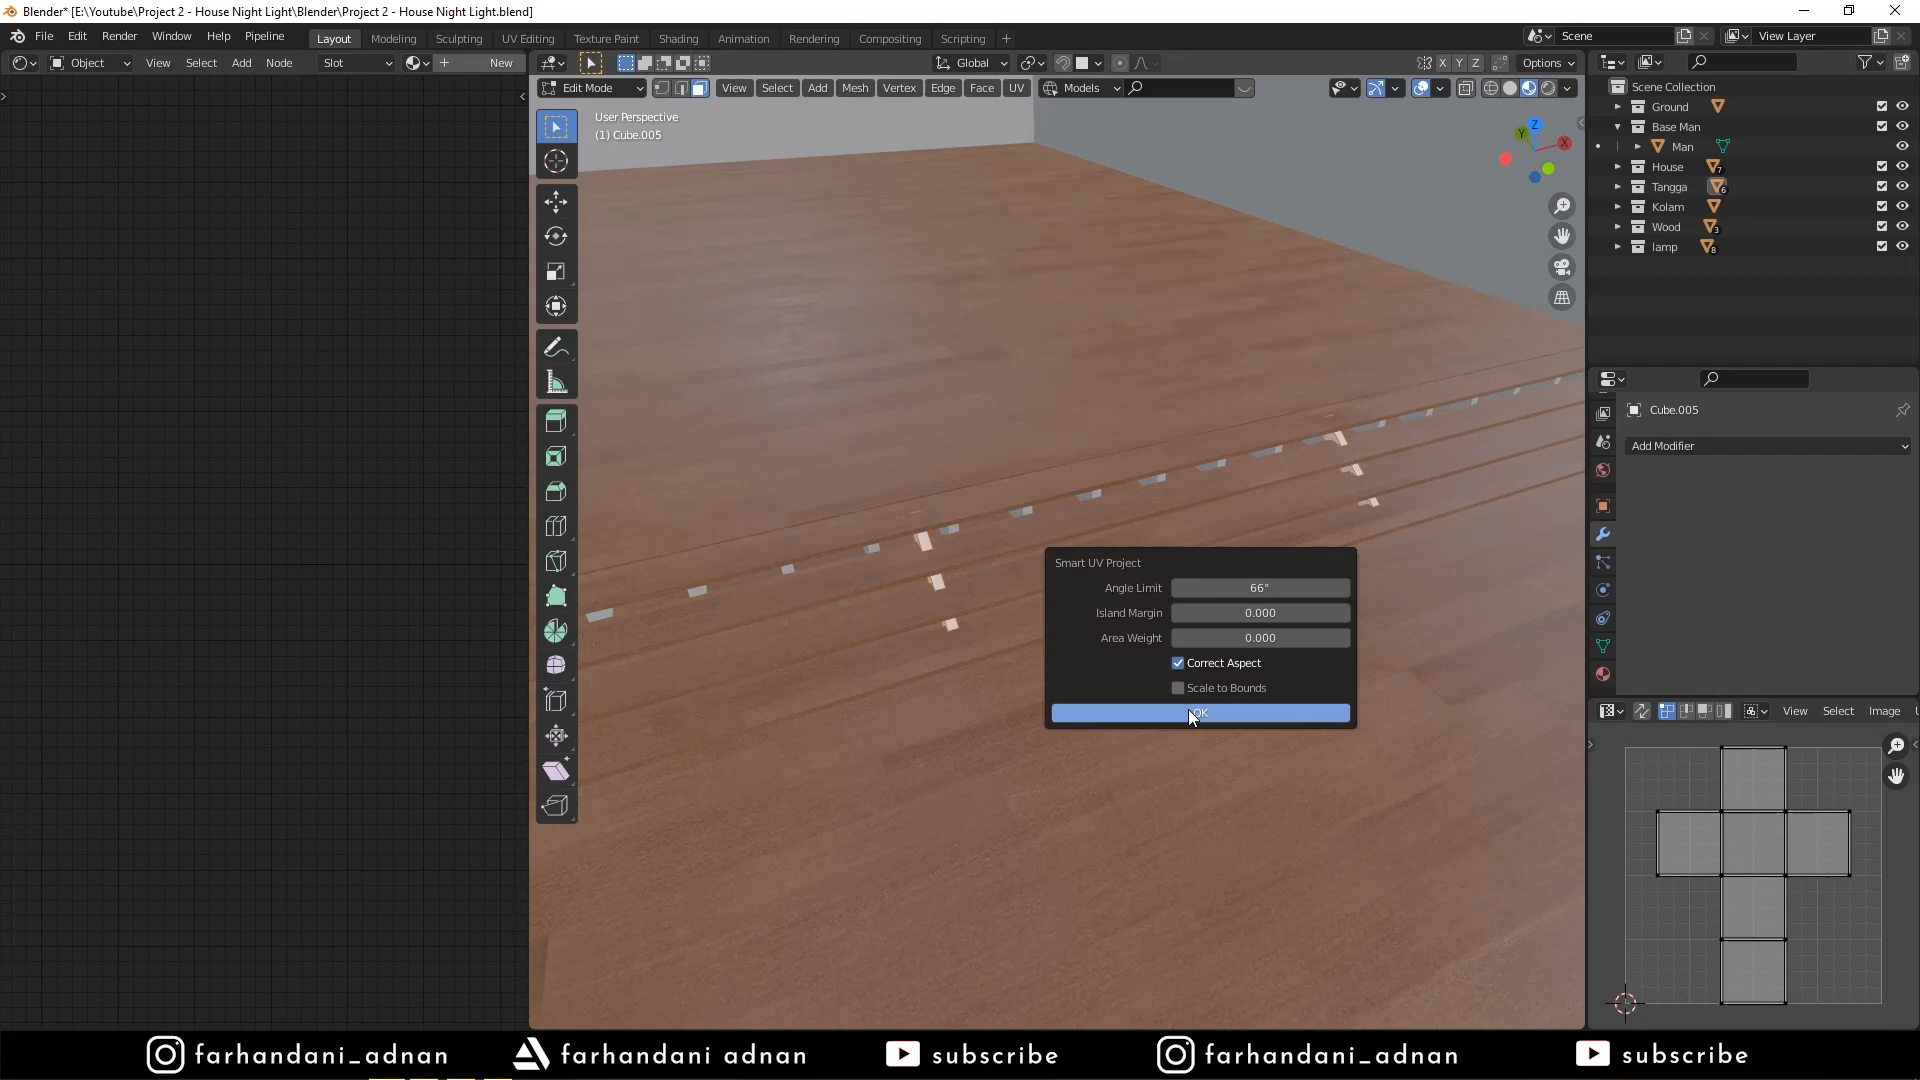 Blender* [E:\Youtube\Project 2 - House Night Light\Blender\Project 2 - House Night Light.blend]
File Edit Render Window Help Pipeline Layout Modeling Sculpting UV Editing Texture Paint Shading Animation Rendering Compositing Scripting + Scene View Layer
Object View Select Add Node Slot New Global X Y Z Options
Edit Mode View Select Add Mesh Vertex Edge Face UV Models
User Perspective
(1) Cube.005
Z
Y
X
Scene Collection
Ground
Base Man
Man
House 7
Tangga 6
Kolam
Wood 3
lamp 8
Cube.005
Add Modifier
Smart UV Project
Angle Limit 66°
Island Margin 0.000
Area Weight 0.000
Correct Aspect
Scale to Bounds
OK
View Select Image
farhandani_adnan farhandani adnan subscribe farhandani_adnan subscribe